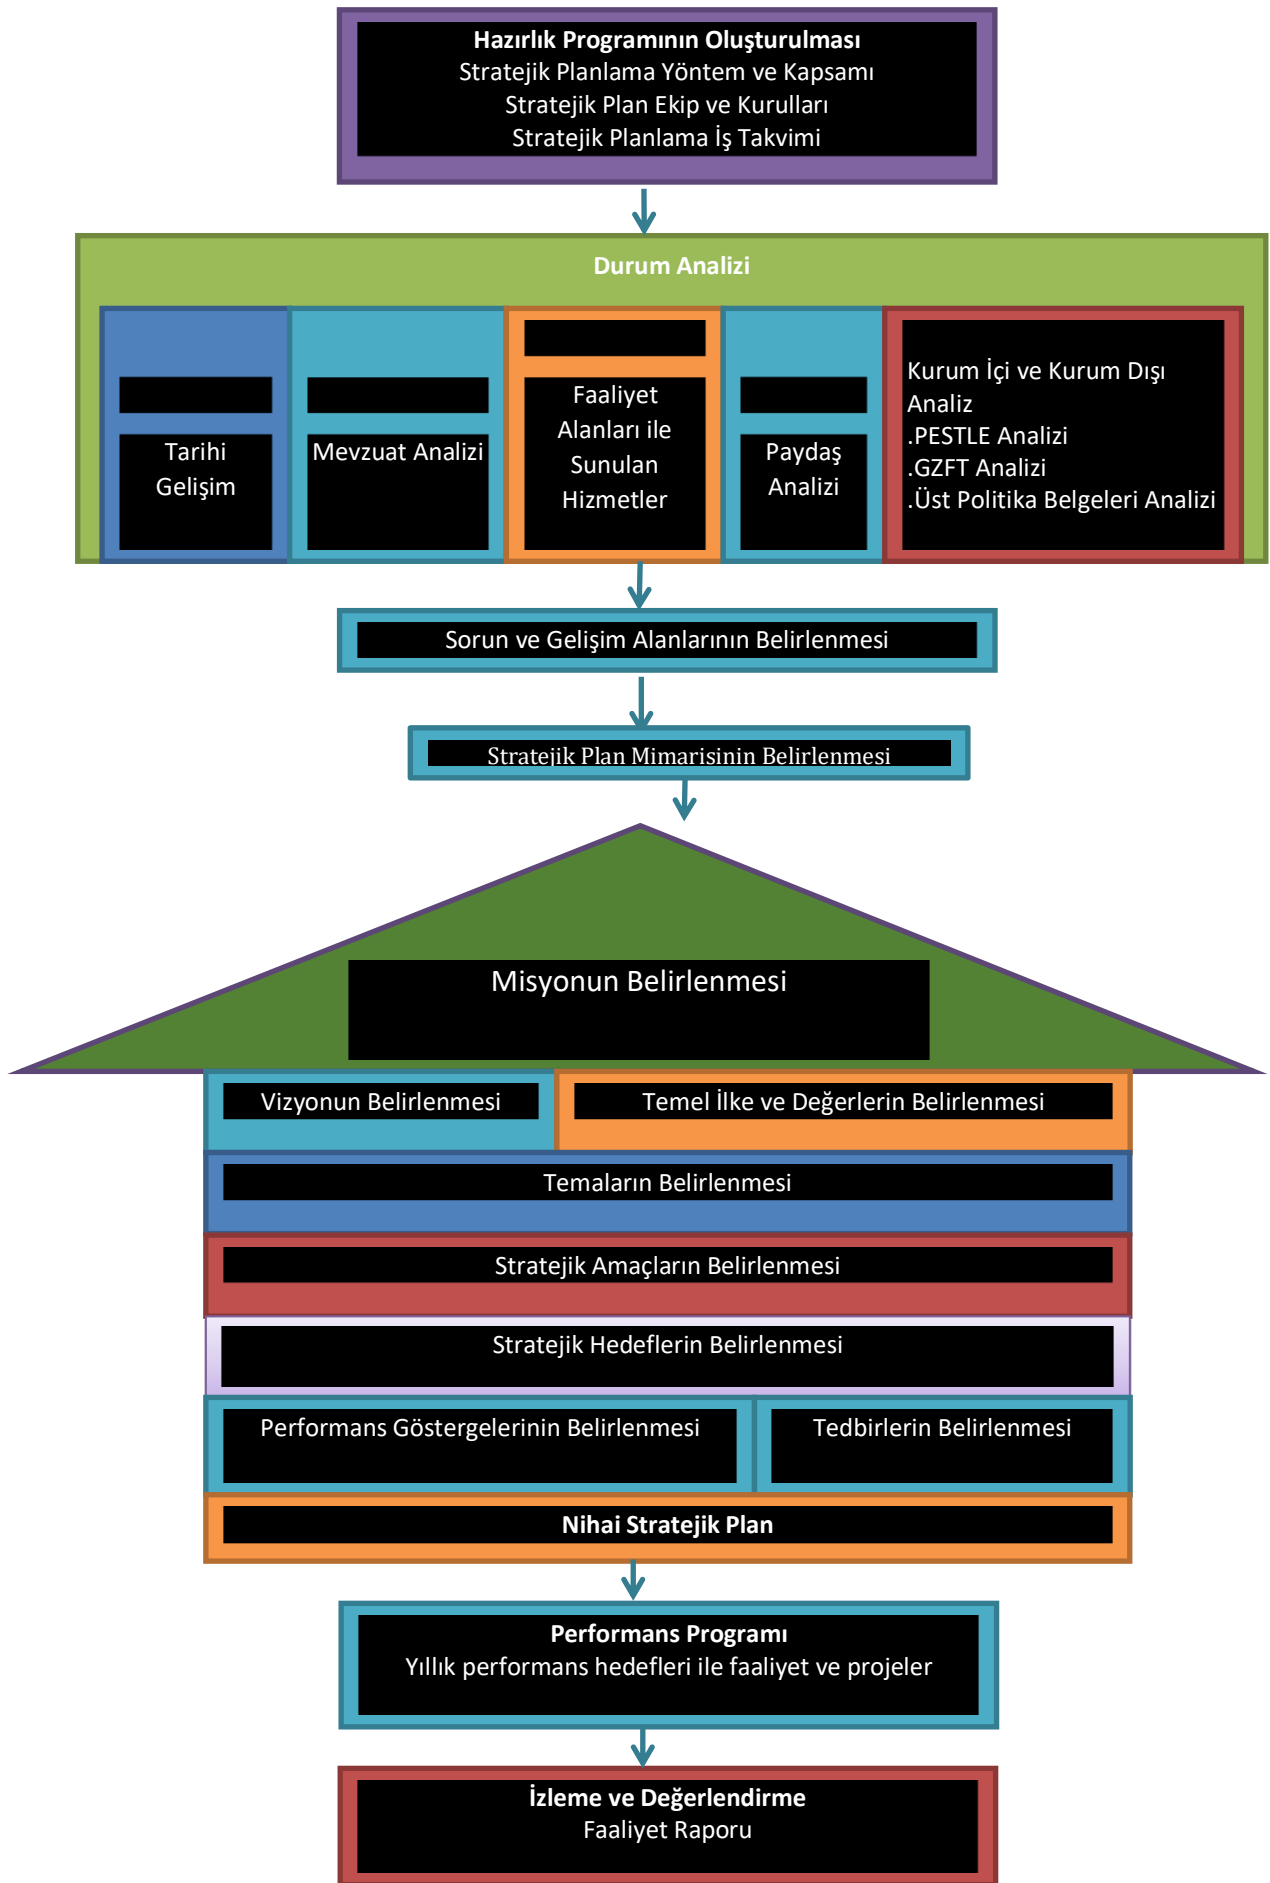 Hazırlık Programının Oluşturulması
Stratejik Planlama Yöntem ve Kapsamı
Stratejik Plan Ekip ve Kurulları
Stratejik Planlama İş Takvimi
Durum Analizi
Tarihi
Gelişim
Mevzuat Analizi
Faaliyet
Alanları ile
Sunulan
Hizmetler
Paydaş
Analizi
Kurum İçi ve Kurum Dışı
Analiz
.PESTLE Analizi
.GZFT Analizi
.Üst Politika Belgeleri Analizi
Sorun ve Gelişim Alanlarının Belirlenmesi
Stratejik Plan Mimarisinin Belirlenmesi
Misyonun Belirlenmesi
Vizyonun Belirlenmesi
Temel İlke ve Değerlerin Belirlenmesi
Temaların Belirlenmesi
Stratejik Amaçların Belirlenmesi
Stratejik Hedeflerin Belirlenmesi
Performans Göstergelerinin Belirlenmesi
Tedbirlerin Belirlenmesi
Nihai Stratejik Plan
Performans Programı
Yıllık performans hedefleri ile faaliyet ve projeler
İzleme ve Değerlendirme
Faaliyet Raporu